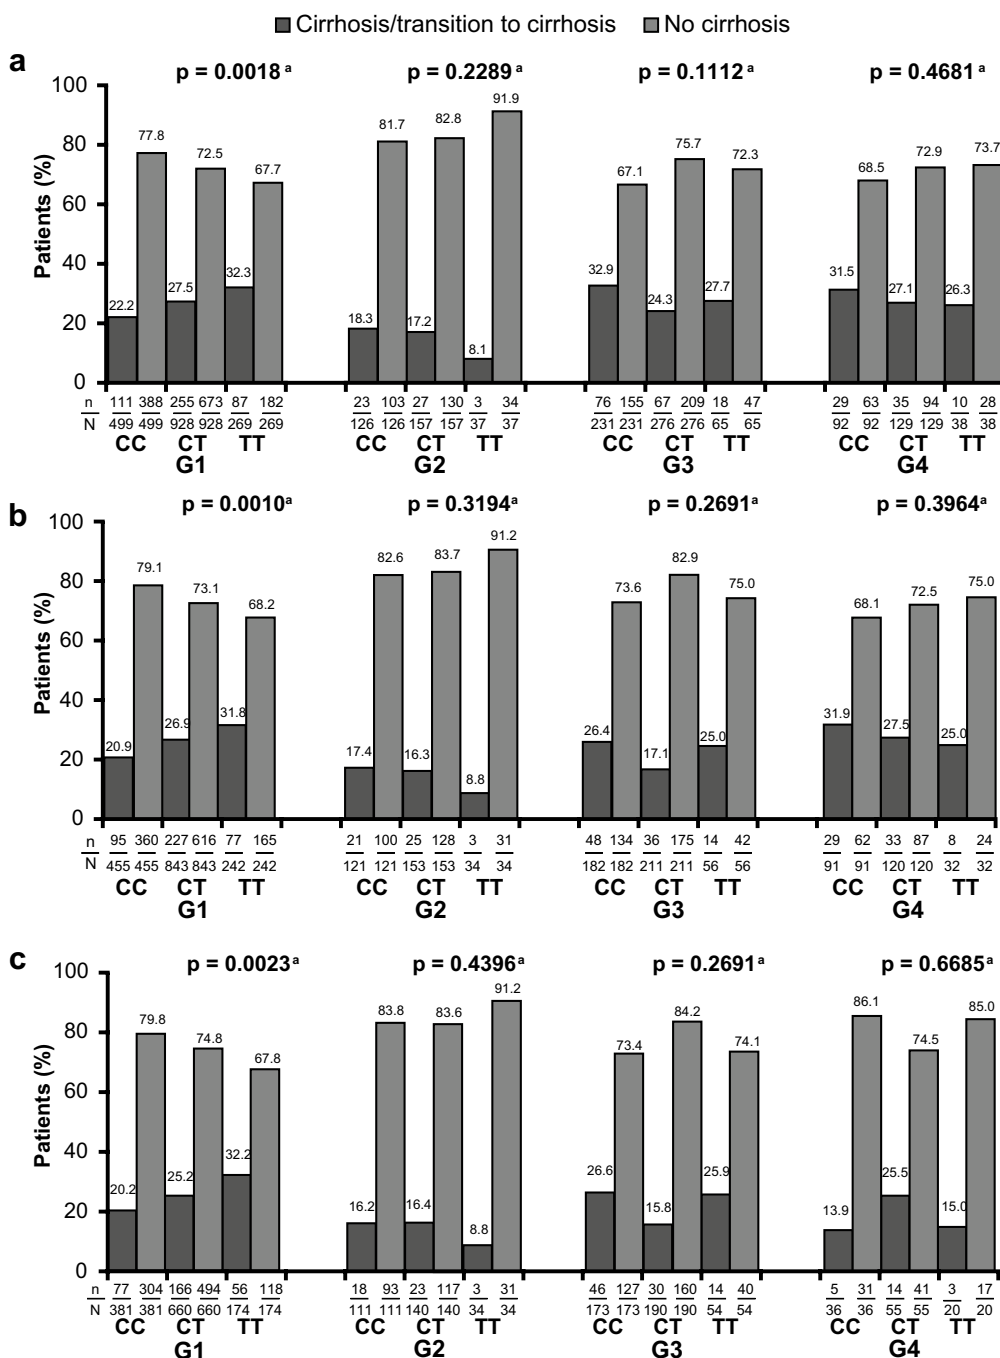 Cirrhosis/transition to cirrhosis No cirrhosis
a
p = 0.0018 a p = 0.2289 a p = 0.1112 a p = 0.4681 a
Patients (%)
100
80
60
40
20
0
22.2 77.8 27.5 72.5 32.3 67.7
18.3 81.7 17.2 82.8 8.1 91.9
32.9 67.1 24.3 75.7 27.7 72.3
31.5 68.5 27.1 72.9 26.3 73.7
n 111 388 255 673 87 182 23 103 27 130 3 34 76 155 67 209 18 47 29 63 35 94 10 28
N 499 499 928 928 269 269 126 126 157 157 37 37 231 231 276 276 65 65 92 92 129 129 38 38
CC CT TT CC CT TT CC CT TT CC CT TT
G1 G2 G3 G4
b
p = 0.0010 a p = 0.3194 a p = 0.2691 a p = 0.3964 a
Patients (%)
100
80
60
40
20
0
20.9 79.1 26.9 73.1 31.8 68.2
17.4 82.6 16.3 83.7 8.8 91.2
26.4 73.6 17.1 82.9 25.0 75.0
31.9 68.1 27.5 72.5 25.0 75.0
n 95 360 227 616 77 165 21 100 25 128 3 31 48 134 36 175 14 42 29 62 33 87 8 24
N 455 455 843 843 242 242 121 121 153 153 34 34 182 182 211 211 56 56 91 91 120 120 32 32
CC CT TT CC CT TT CC CT TT CC CT TT
G1 G2 G3 G4
c
p = 0.0023 a p = 0.4396 a p = 0.2691 a p = 0.6685 a
Patients (%)
100
80
60
40
20
0
20.2 79.8 25.2 74.8 32.2 67.8
16.2 83.8 16.4 83.6 8.8 91.2
26.6 73.4 15.8 84.2 25.9 74.1
13.9 86.1 25.5 74.5 15.0 85.0
n 77 304 166 494 56 118 18 93 23 117 3 31 46 127 30 160 14 40 5 31 14 41 3 17
N 381 381 660 660 174 174 111 111 140 140 34 34 173 173 190 190 54 54 36 36 55 55 20 20
CC CT TT CC CT TT CC CT TT CC CT TT
G1 G2 G3 G4